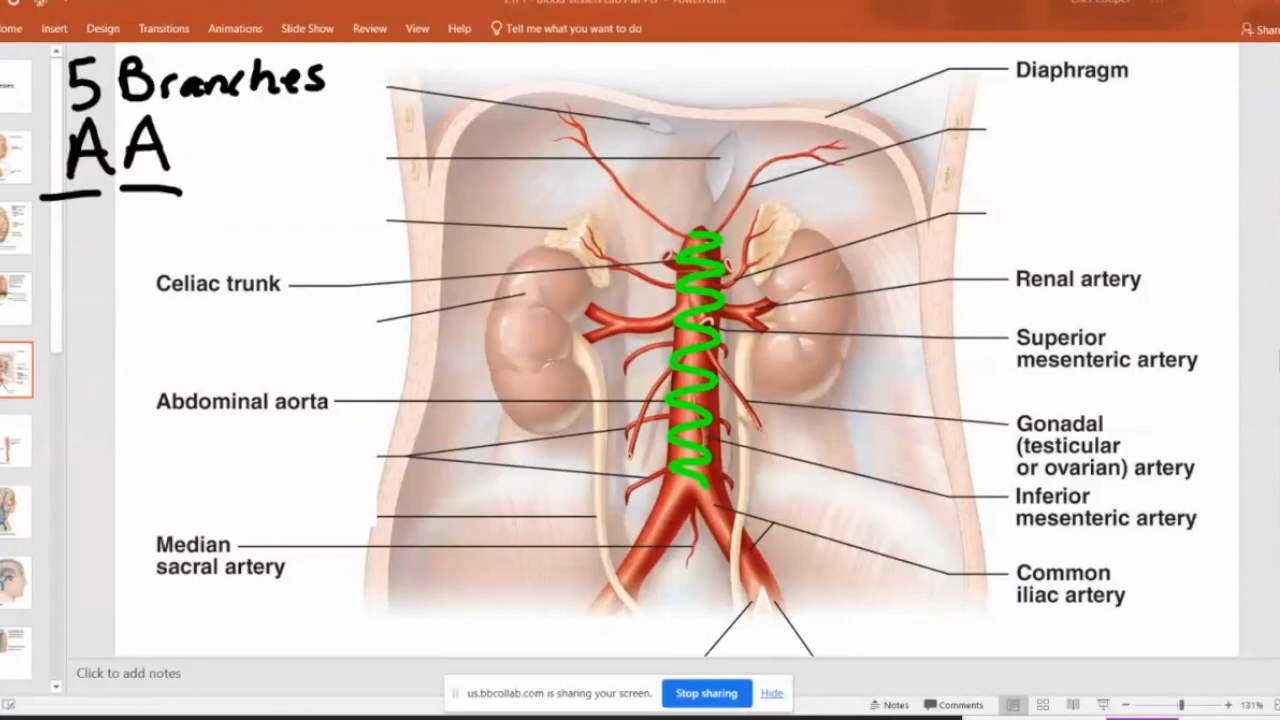 Insert Design Transitions Animations Slide Show Review View Help Tell me what you want to do
5 Branches
A A
Diaphragm
Celiac trunk
Renal artery
Superior
mesenteric artery
Abdominal aorta
Gonadal
(testicular
or ovarian) artery
Inferior
mesenteric artery
Median
sacral artery
Common
iliac artery
Click to add notes
us.bbcollab.com is sharing your screen. Stop sharing Hide
Notes Comments 131%